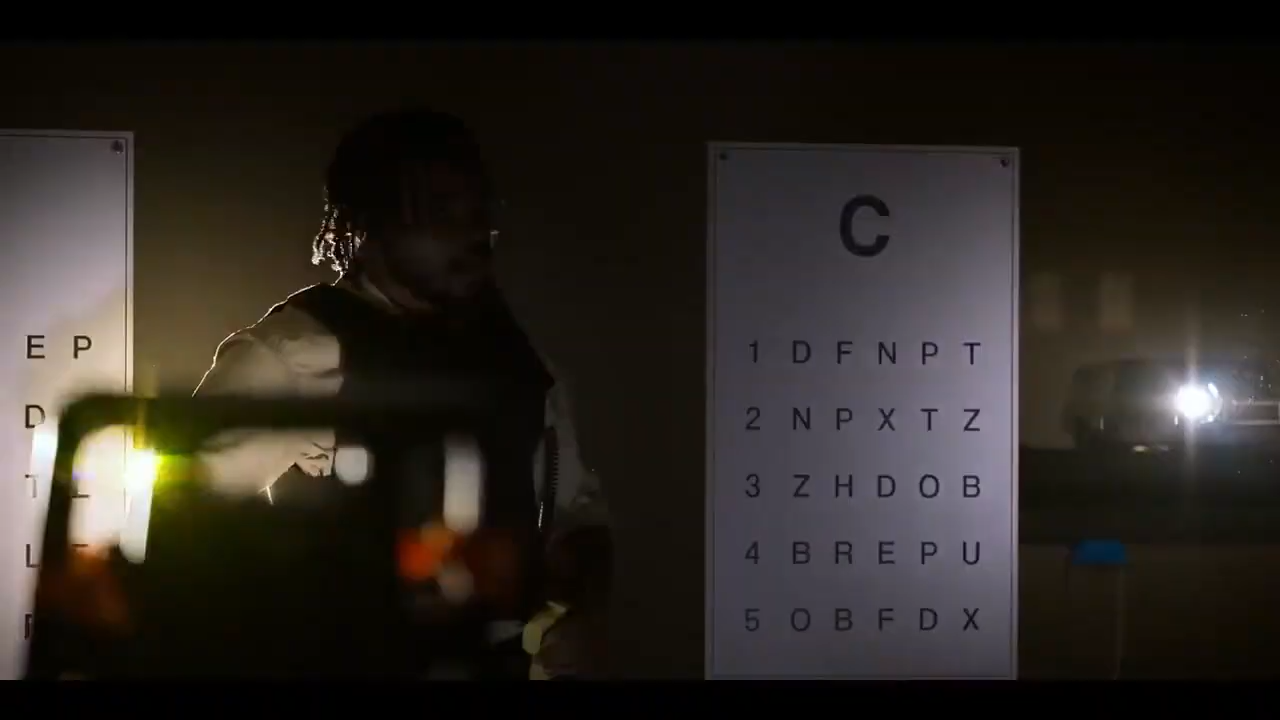 E P
D
C
1 D F N P T
2 N P X T Z
3 Z H D O B
4 B R E P U
5 O B F D X